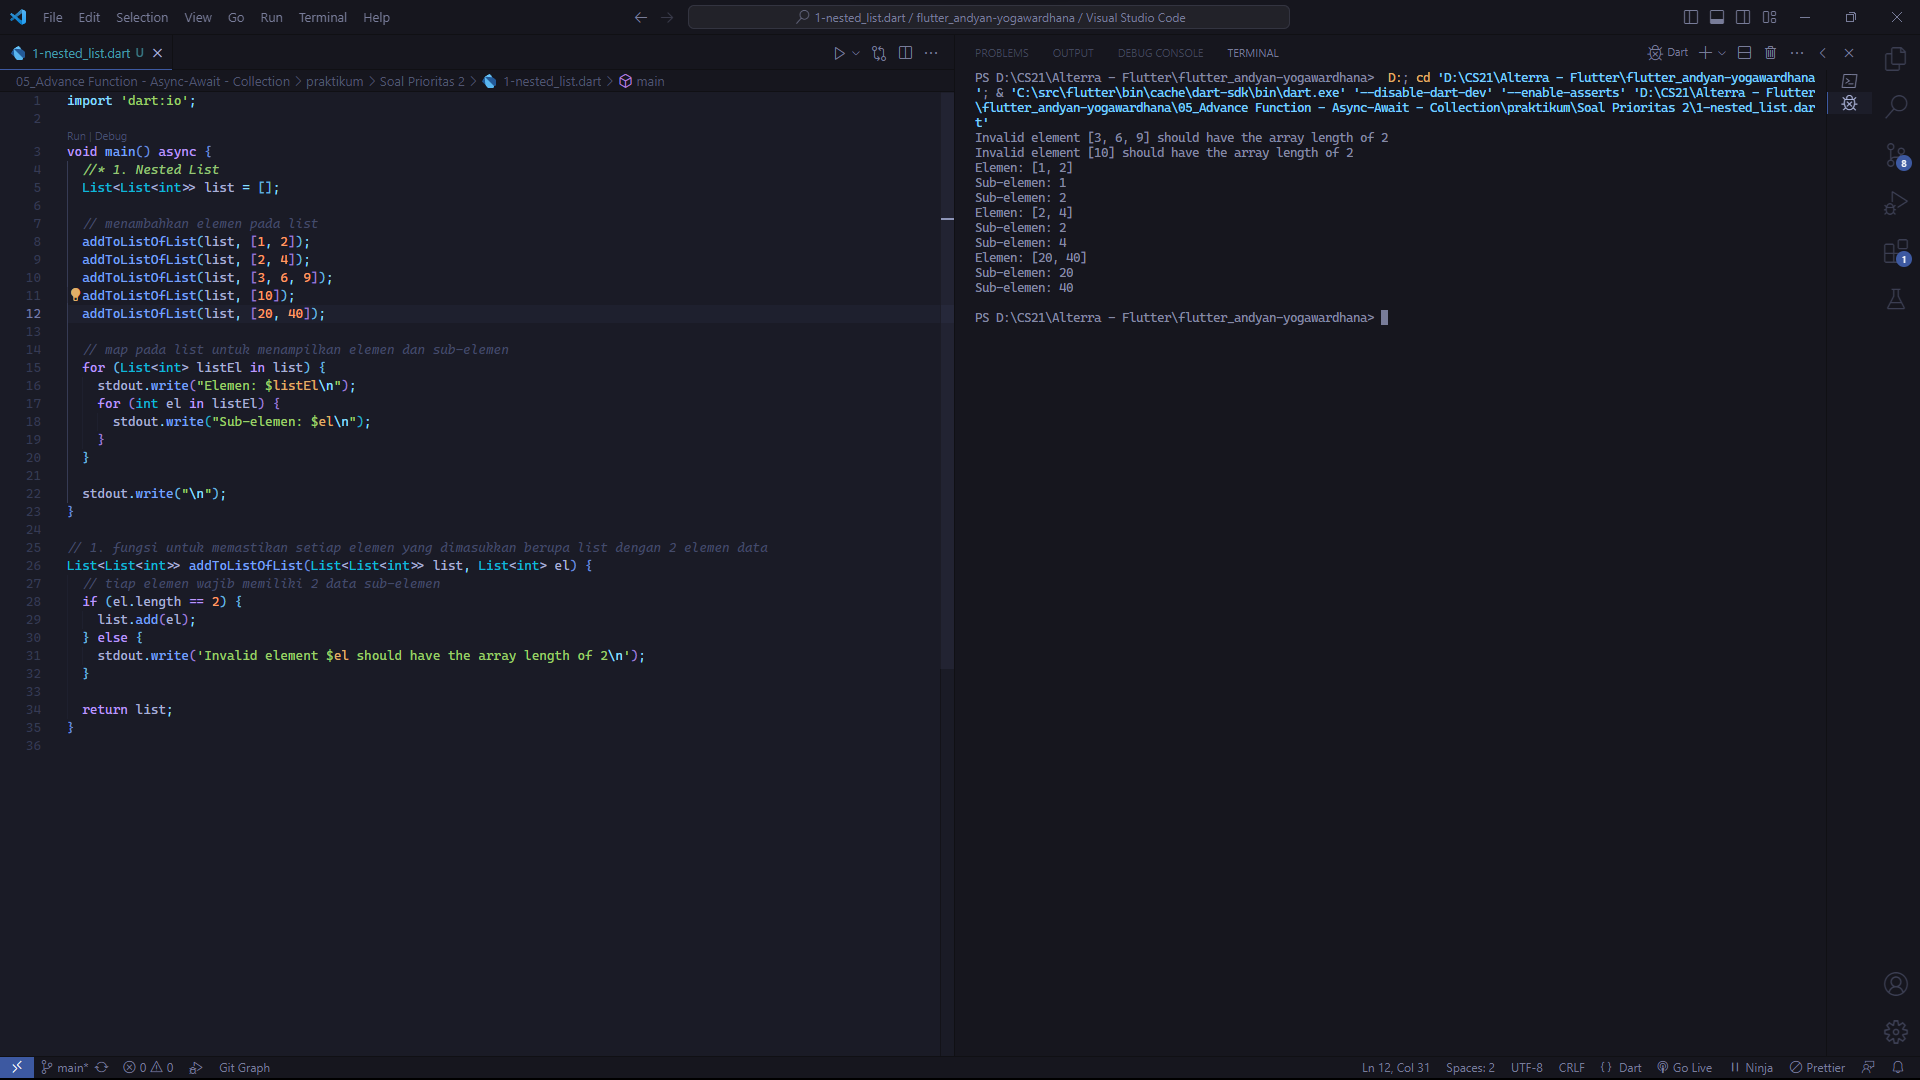 File Edit Selection View Go Run Terminal Help
1-nested_list.dart / flutter_andyan-yogawardhana / Visual Studio Code
1-nested_list.dart U
05_Advance Function - Async-Await - Collection > praktikum > Soal Prioritas 2 > 1-nested_list.dart > main
1 import 'dart:io';
2
Run | Debug
3 void main() async {
4 //* 1. Nested List
5 List<List<int>> list = [];
6
7 // menambahkan elemen pada list
8 addToListOfList(list, [1, 2]);
9 addToListOfList(list, [2, 4]);
10 addToListOfList(list, [3, 6, 9]);
11 addToListOfList(list, [10]);
12 addToListOfList(list, [20, 40]);
13
14 // map pada list untuk menampilkan elemen dan sub-elemen
15 for (List<int> listEl in list) {
16 stdout.write("Elemen: $listEl\n");
17 for (int el in listEl) {
18 stdout.write("Sub-elemen: $el\n");
19 }
20 }
21
22 stdout.write("\n");
23 }
24
25 // 1. fungsi untuk memastikan setiap elemen yang dimasukkan berupa list dengan 2 elemen data
26 List<List<int>> addToListOfList(List<List<int>> list, List<int> el) {
27 // tiap elemen wajib memiliki 2 data sub-elemen
28 if (el.length == 2) {
29 list.add(el);
30 } else {
31 stdout.write('Invalid element $el should have the array length of 2\n');
32 }
33
34 return list;
35 }
36
PROBLEMS OUTPUT DEBUG CONSOLE TERMINAL
Dart
PS D:\CS21\Alterra - Flutter\flutter_andyan-yogawardhana>  D:; cd 'D:\CS21\Alterra - Flutter\flutter_andyan-yogawardhana
'; & 'C:\src\flutter\bin\cache\dart-sdk\bin\dart.exe' '--disable-dart-dev' '--enable-asserts' 'D:\CS21\Alterra - Flutter
\flutter_andyan-yogawardhana\05_Advance Function - Async-Await - Collection\praktikum\Soal Prioritas 2\1-nested_list.dar
t'
Invalid element [3, 6, 9] should have the array length of 2
Invalid element [10] should have the array length of 2
Elemen: [1, 2]
Sub-elemen: 1
Sub-elemen: 2
Elemen: [2, 4]
Sub-elemen: 2
Sub-elemen: 4
Elemen: [20, 40]
Sub-elemen: 20
Sub-elemen: 40
PS D:\CS21\Alterra - Flutter\flutter_andyan-yogawardhana>
8
1
main* 0 0 Git Graph
Ln 12, Col 31 Spaces: 2 UTF-8 CRLF { } Dart Go Live Ninja Prettier